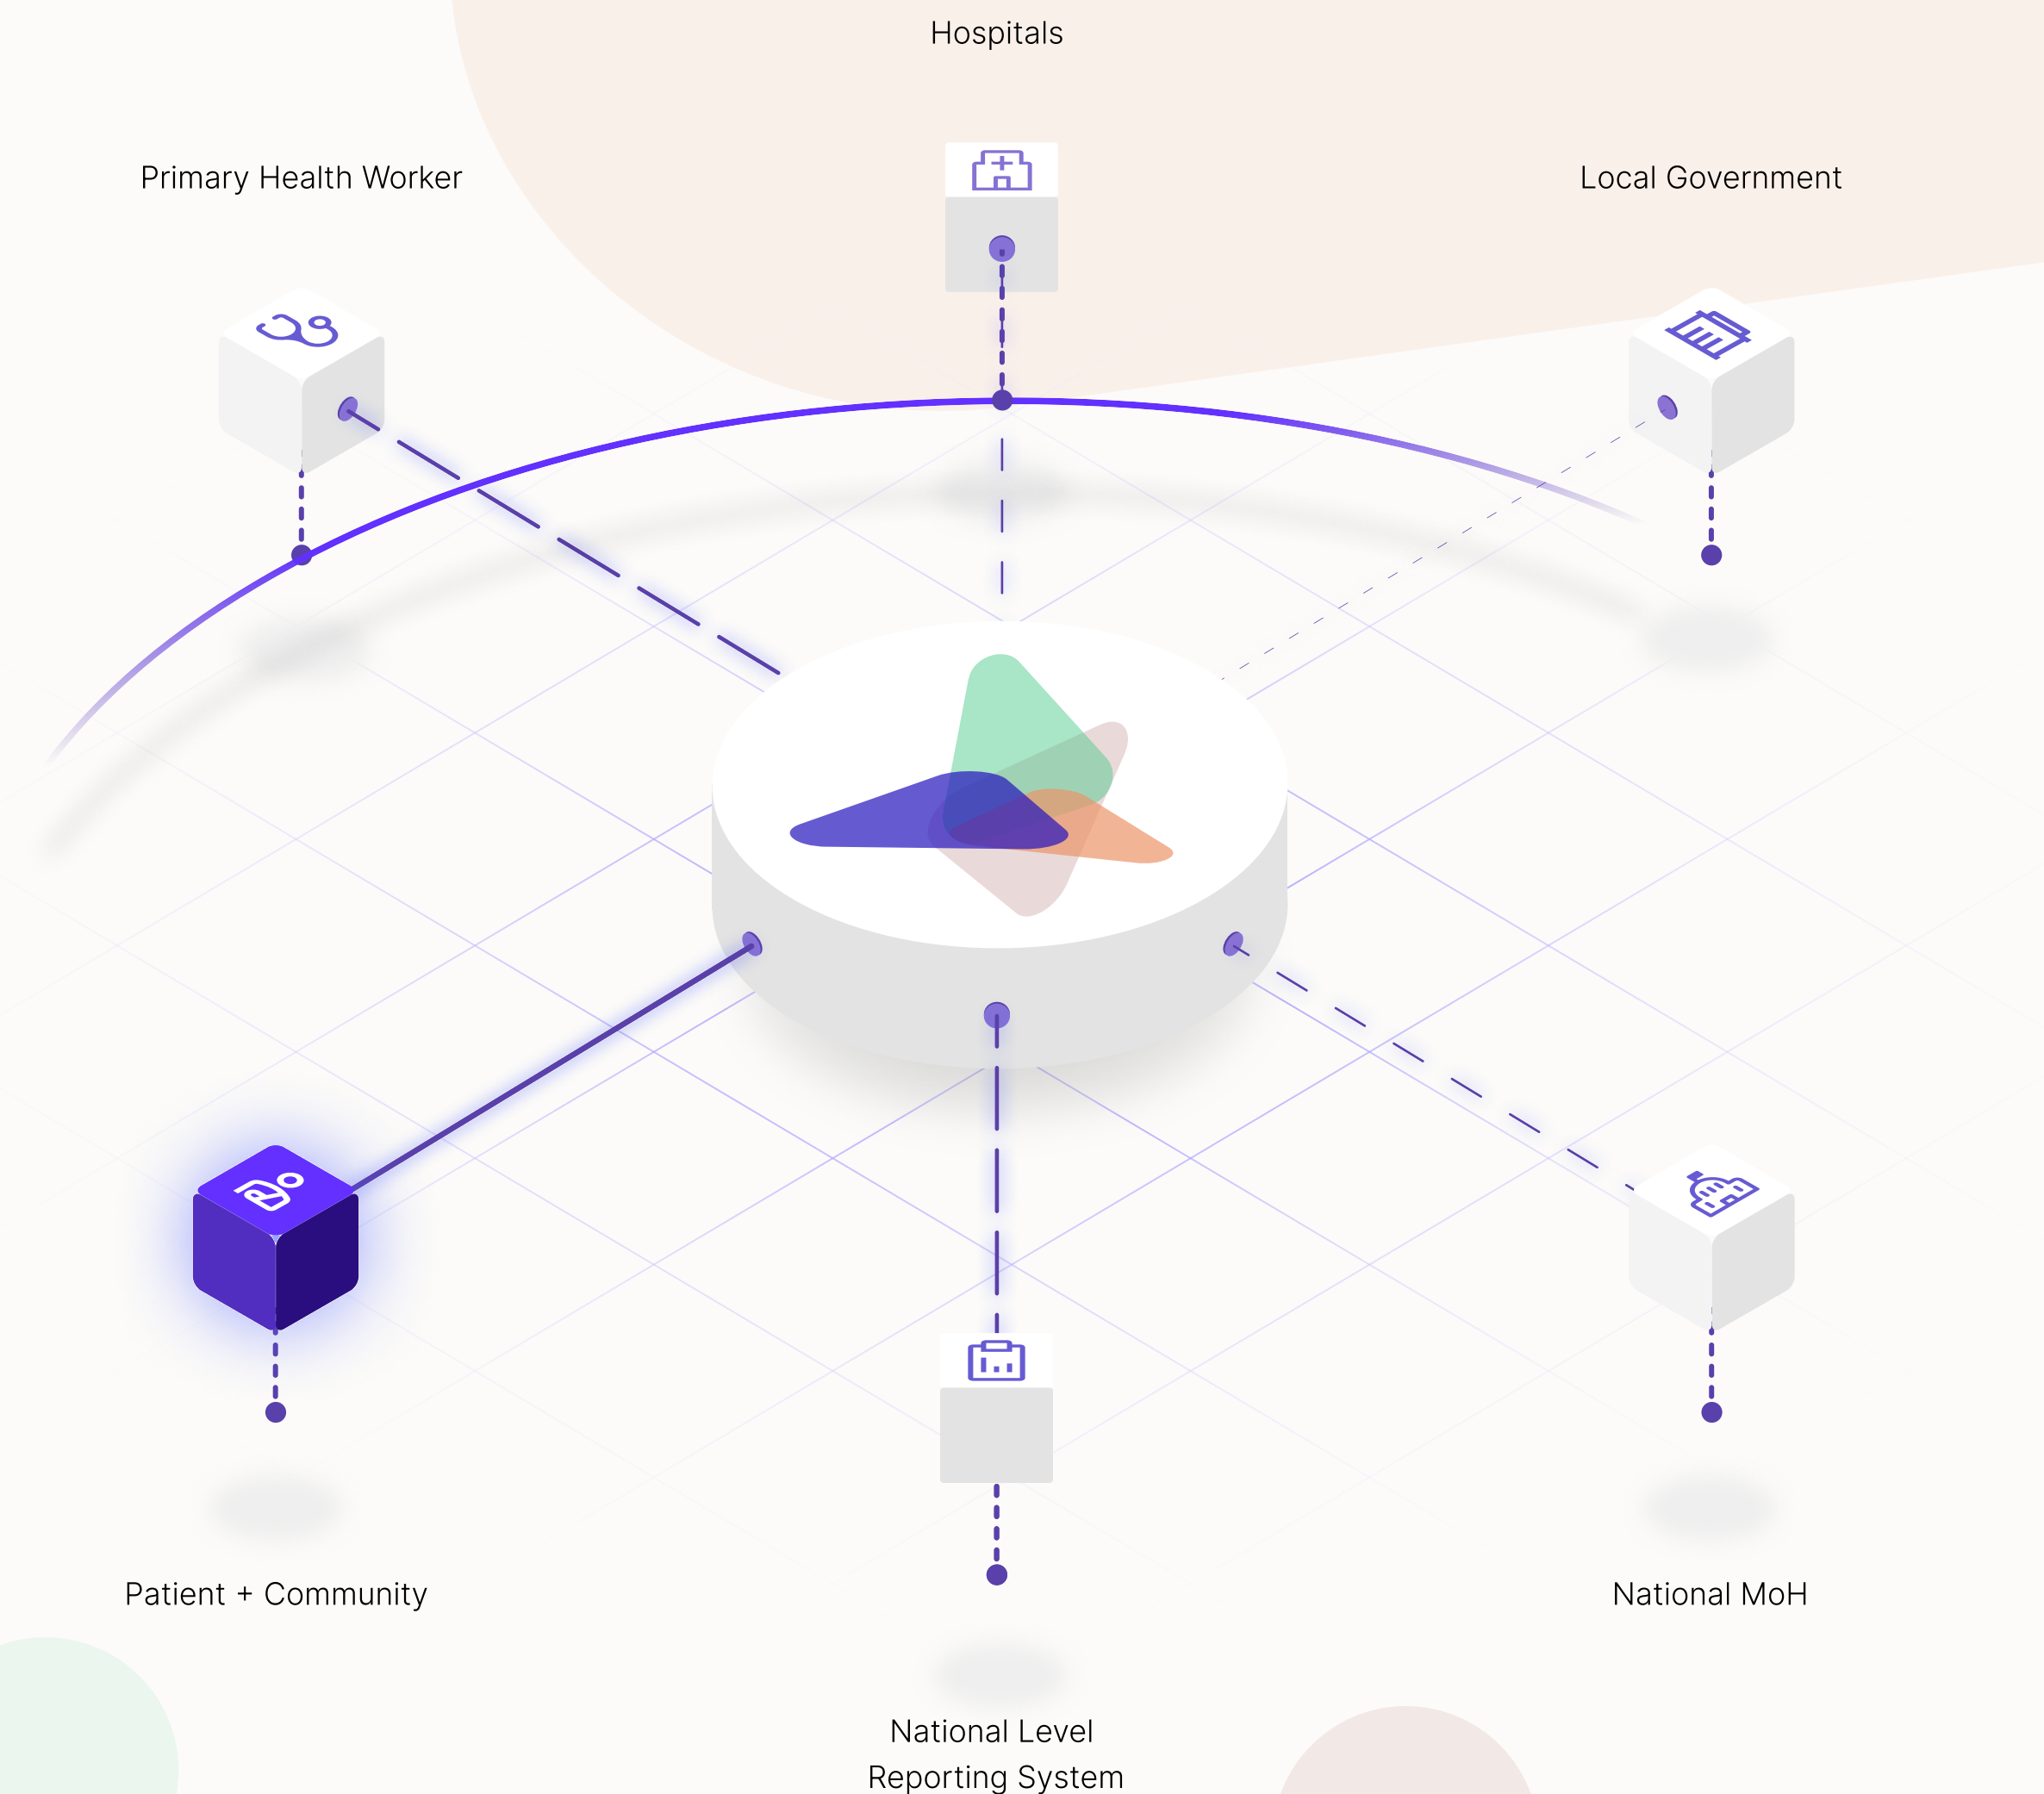 Hospitals
Primary Health Worker
Local Government
Patient + Community
National MoH
National Level
Reporting System